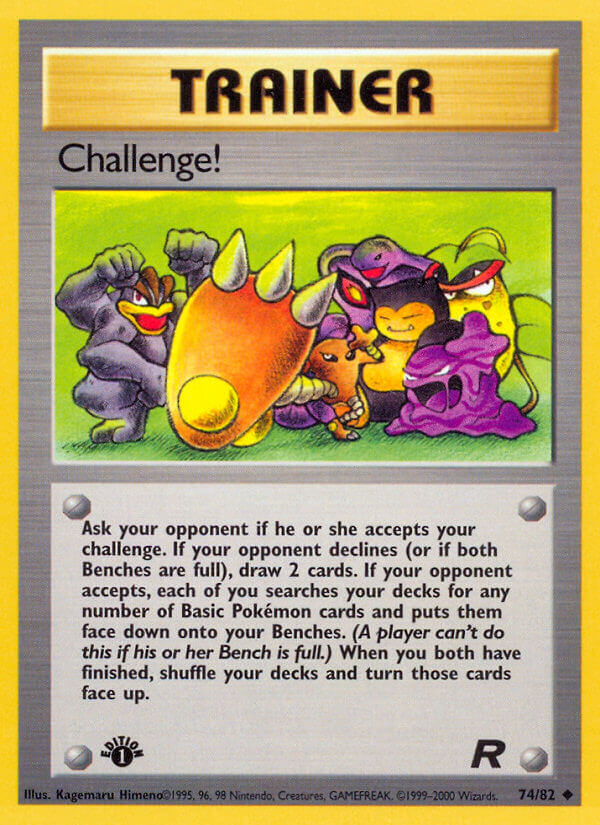 TRAINER
Challenge!
Ask your opponent if he or she accepts your
challenge. If your opponent declines (or if both
Benches are full), draw 2 cards. If your opponent
accepts, each of you searches your decks for any
number of Basic Pokémon cards and puts them
face down onto your Benches. (A player can't do
this if his or her Bench is full.) When you both have
finished, shuffle your decks and turn those cards
face up.
EDITION
1
R
Illus. Kagemaru Himeno ©1995, 96, 98 Nintendo, Creatures, GAMEFREAK. ©1999–2000 Wizards. 74/82